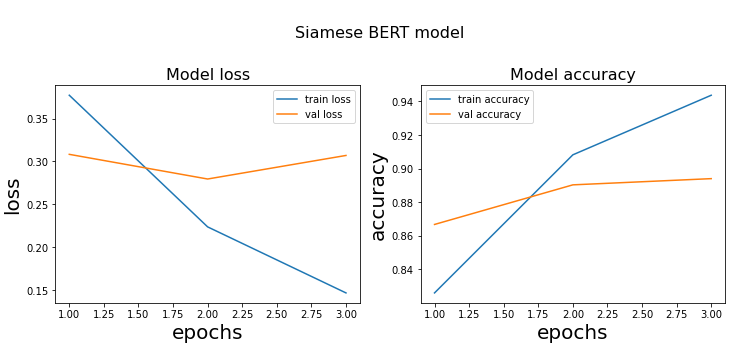 Siamese BERT model
Model loss
train loss
val loss
0.35
0.30
0.25
0.20
0.15
loss
1.00 1.25 1.50 1.75 2.00 2.25 2.50 2.75 3.00
epochs
Model accuracy
train accuracy
val accuracy
0.94
0.92
0.90
0.88
0.86
0.84
accuracy
1.00 1.25 1.50 1.75 2.00 2.25 2.50 2.75 3.00
epochs